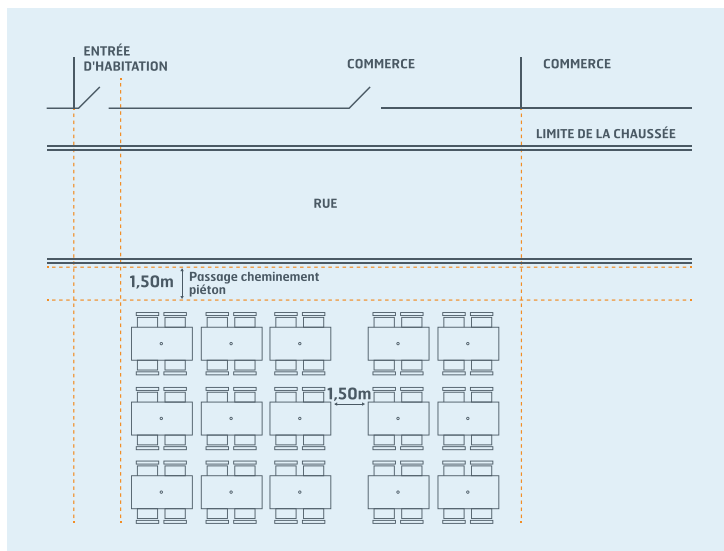 ENTRÉE
D'HABITATION
COMMERCE
COMMERCE
LIMITE DE LA CHAUSSÉE
RUE
1,50m
Passage cheminement
piéton
1,50m